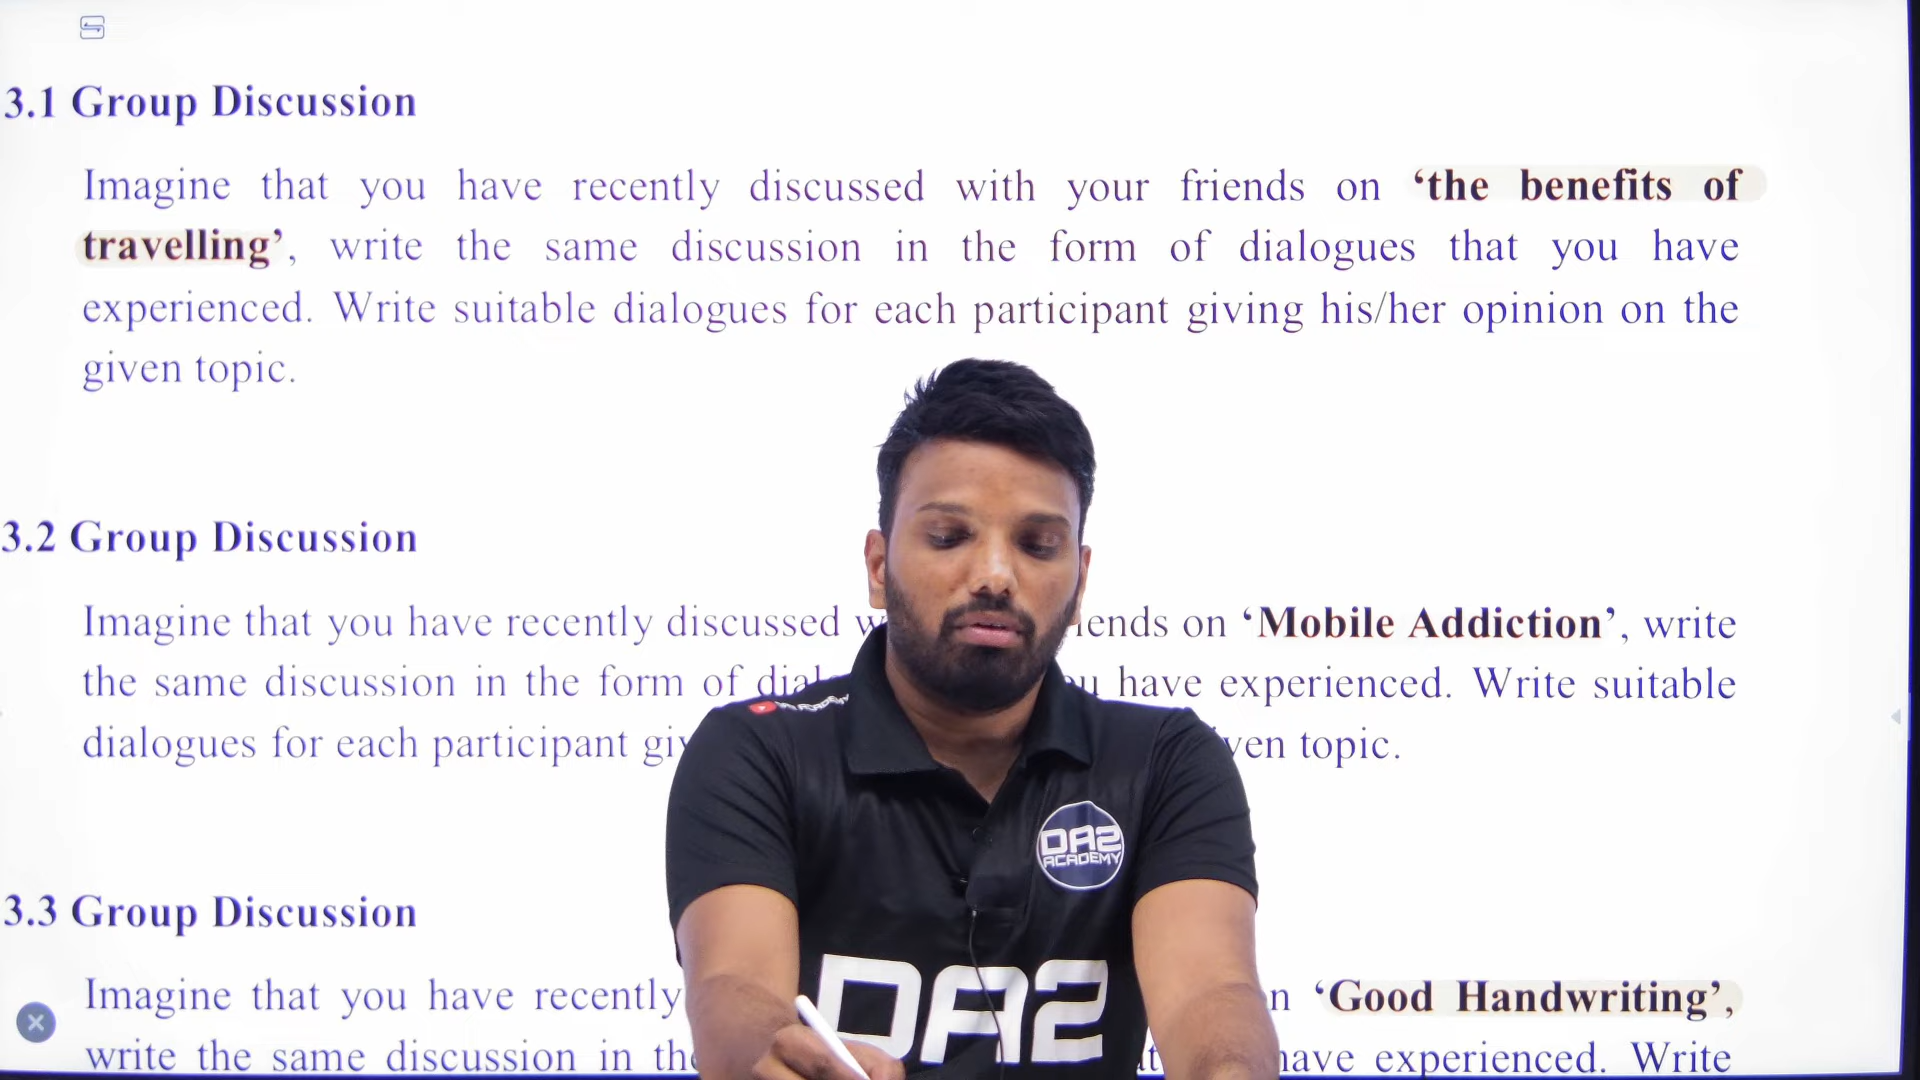 3.1 Group Discussion
Imagine that you have recently discussed with your friends on ‘the benefits of
travelling’, write the same discussion in the form of dialogues that you have
experienced. Write suitable dialogues for each participant giving his/her opinion on the
given topic.
3.2 Group Discussion
Imagine that you have recently discussed on ‘Mobile Addiction’, write
the same discussion in the form of have experienced. Write suitable
dialogues for each participant topic.
DA2
ACADEMY
3.3 Group Discussion
Imagine that you have recently ‘Good Handwriting’,
write the same discussion in have experienced. Write
DA2